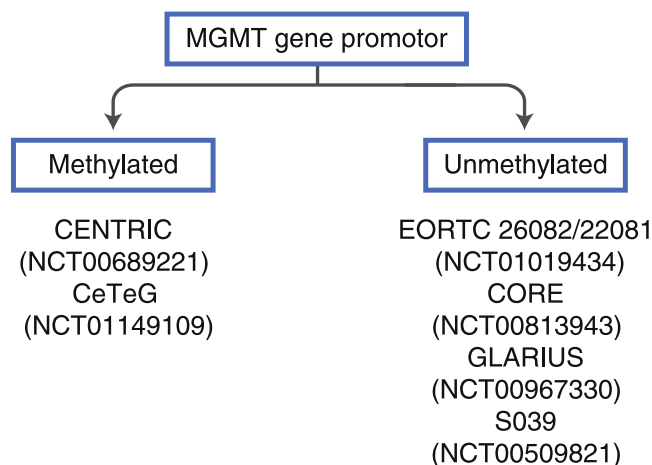 MGMT gene promotor
Methylated
Unmethylated
CENTRIC
(NCT00689221)
CeTeG
(NCT01149109)
EORTC 26082/22081
(NCT01019434)
CORE
(NCT00813943)
GLARIUS
(NCT00967330)
S039
(NCT00509821)